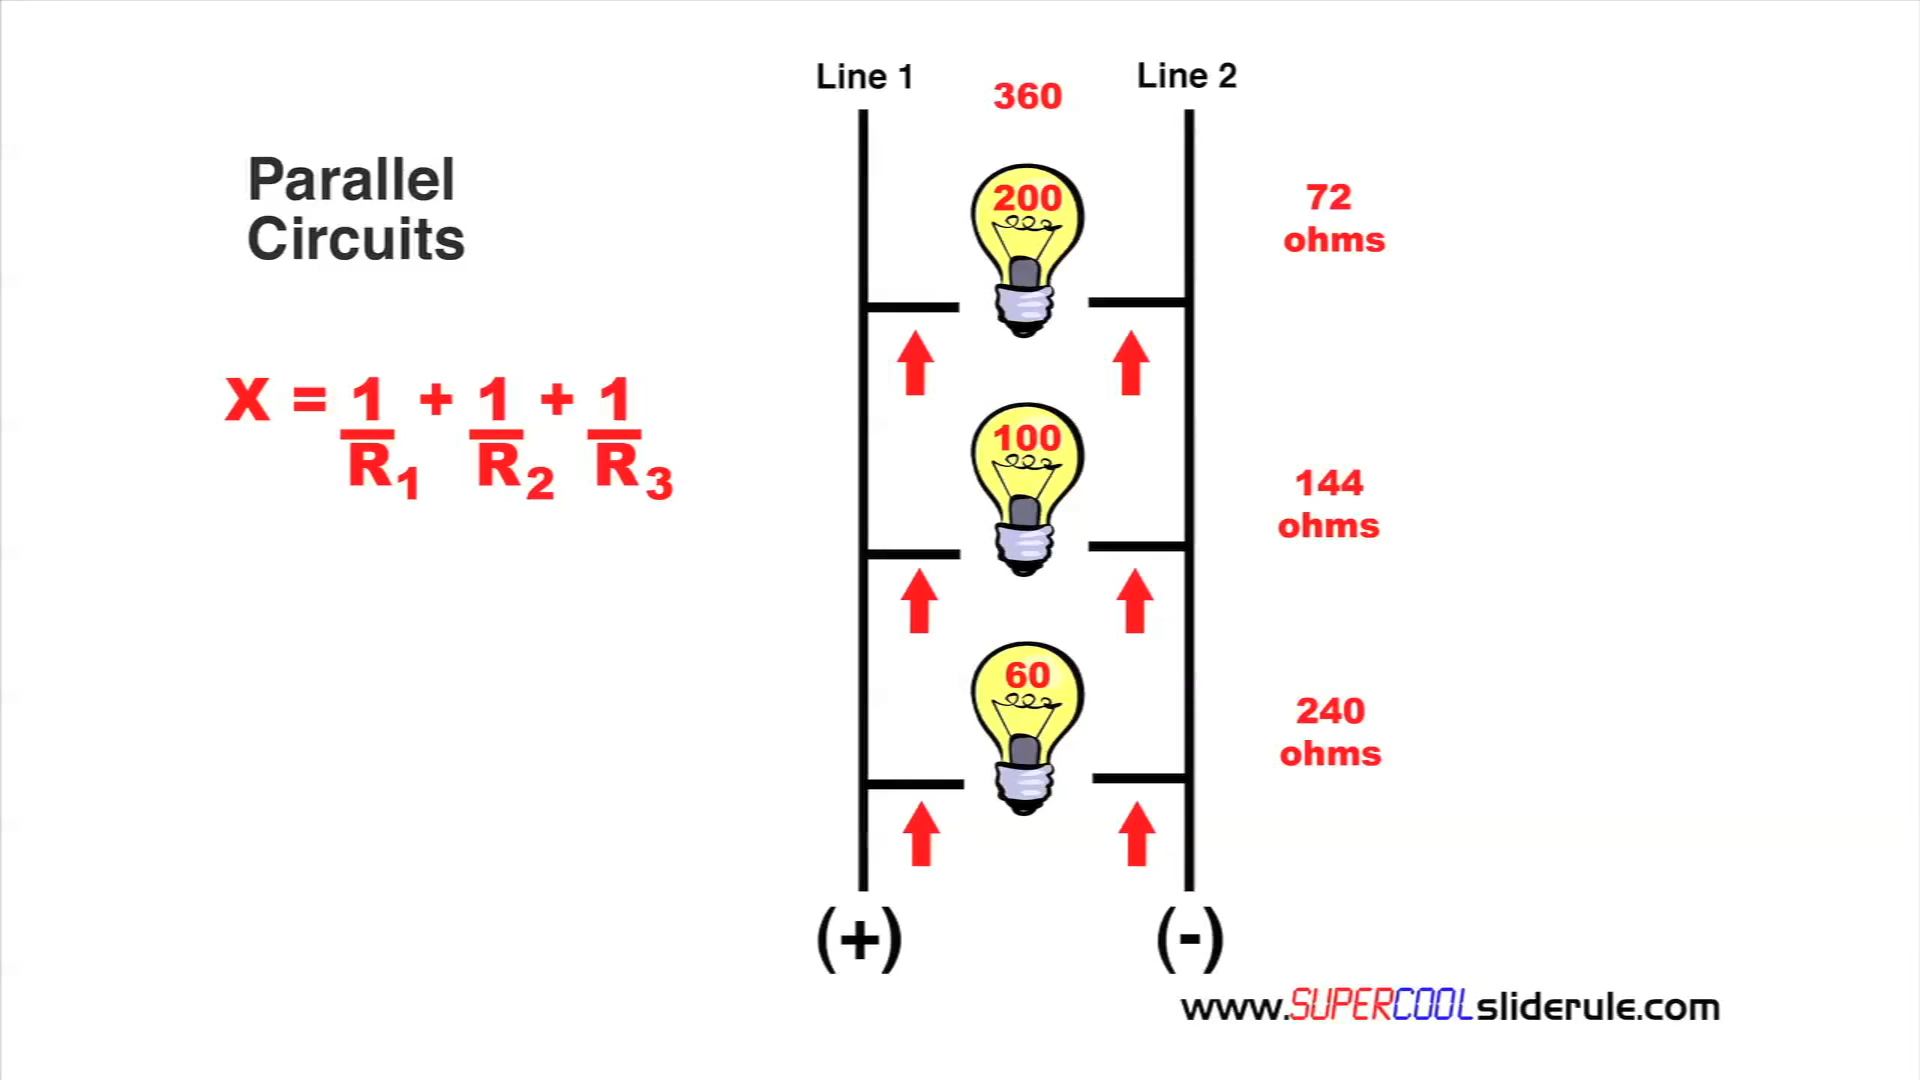 Line 1
360
Line 2
Parallel
Circuits
200
72
ohms
X = 1 + 1 + 1
R1 R2 R3
100
144
ohms
60
240
ohms
(+)
(-)
www.SUPERCOOLsliderule.com